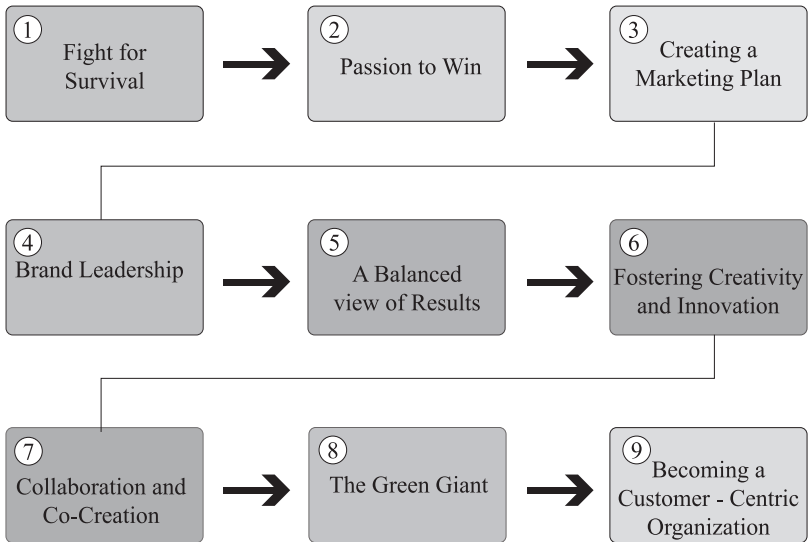 1
Fight for
Survival
2
Passion to Win
3
Creating a
Marketing Plan
4
Brand Leadership
5
A Balanced
view of Results
6
Fostering Creativity
and Innovation
7
Collaboration and
Co-Creation
8
The Green Giant
9
Becoming a
Customer - Centric
Organization